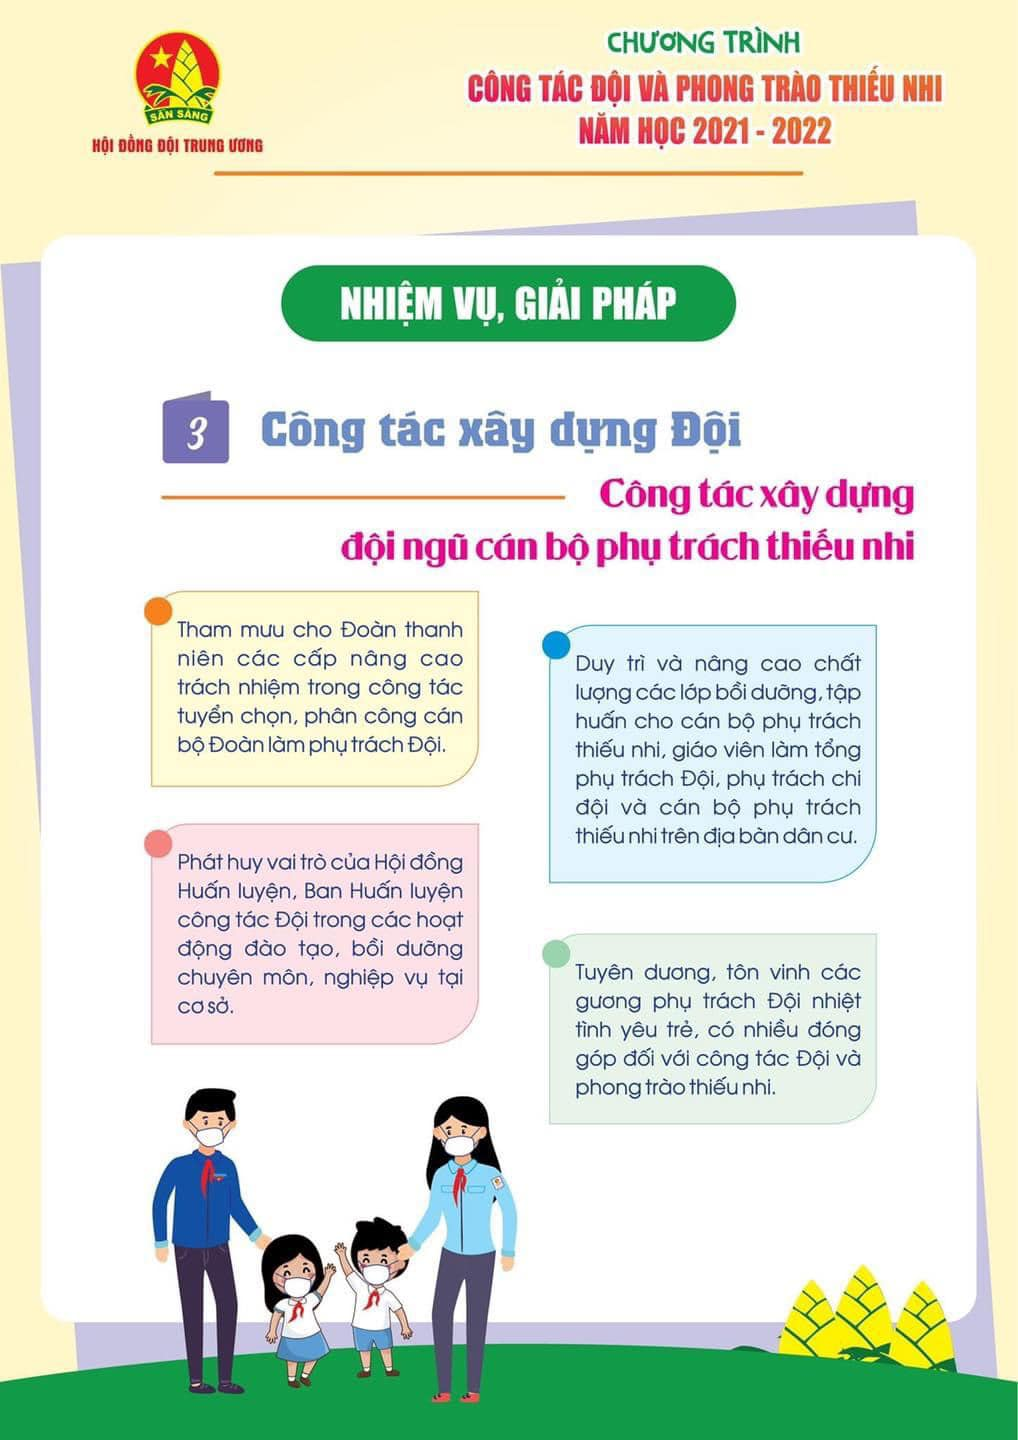 SẴN SÀNG
HỘI ĐỒNG ĐỘI TRUNG ƯƠNG
CHƯƠNG TRÌNH
CÔNG TÁC ĐỘI VÀ PHONG TRÀO THIẾU NHI
NĂM HỌC 2021 - 2022
NHIỆM VỤ, GIẢI PHÁP
3 Công tác xây dựng Đội
Công tác xây dựng
đội ngũ cán bộ phụ trách thiếu nhi
Tham mưu cho Đoàn thanh
niên các cấp nâng cao
trách nhiệm trong công tác
tuyển chọn, phân công cán
bộ Đoàn làm phụ trách Đội.
Phát huy vai trò của Hội đồng
Huấn luyện, Ban Huấn luyện
công tác Đội trong các hoạt
động đào tạo, bồi dưỡng
chuyên môn, nghiệp vụ tại
cơ sở.
Duy trì và nâng cao chất
lượng các lớp bồi dưỡng, tập
huấn cho cán bộ phụ trách
thiếu nhi, giáo viên làm tổng
phụ trách Đội, phụ trách chi
đội và cán bộ phụ trách
thiếu nhi trên địa bàn dân cư.
Tuyên dương, tôn vinh các
gương phụ trách Đội nhiệt
tình yêu trẻ, có nhiều đóng
góp đối với công tác Đội và
phong trào thiếu nhi.